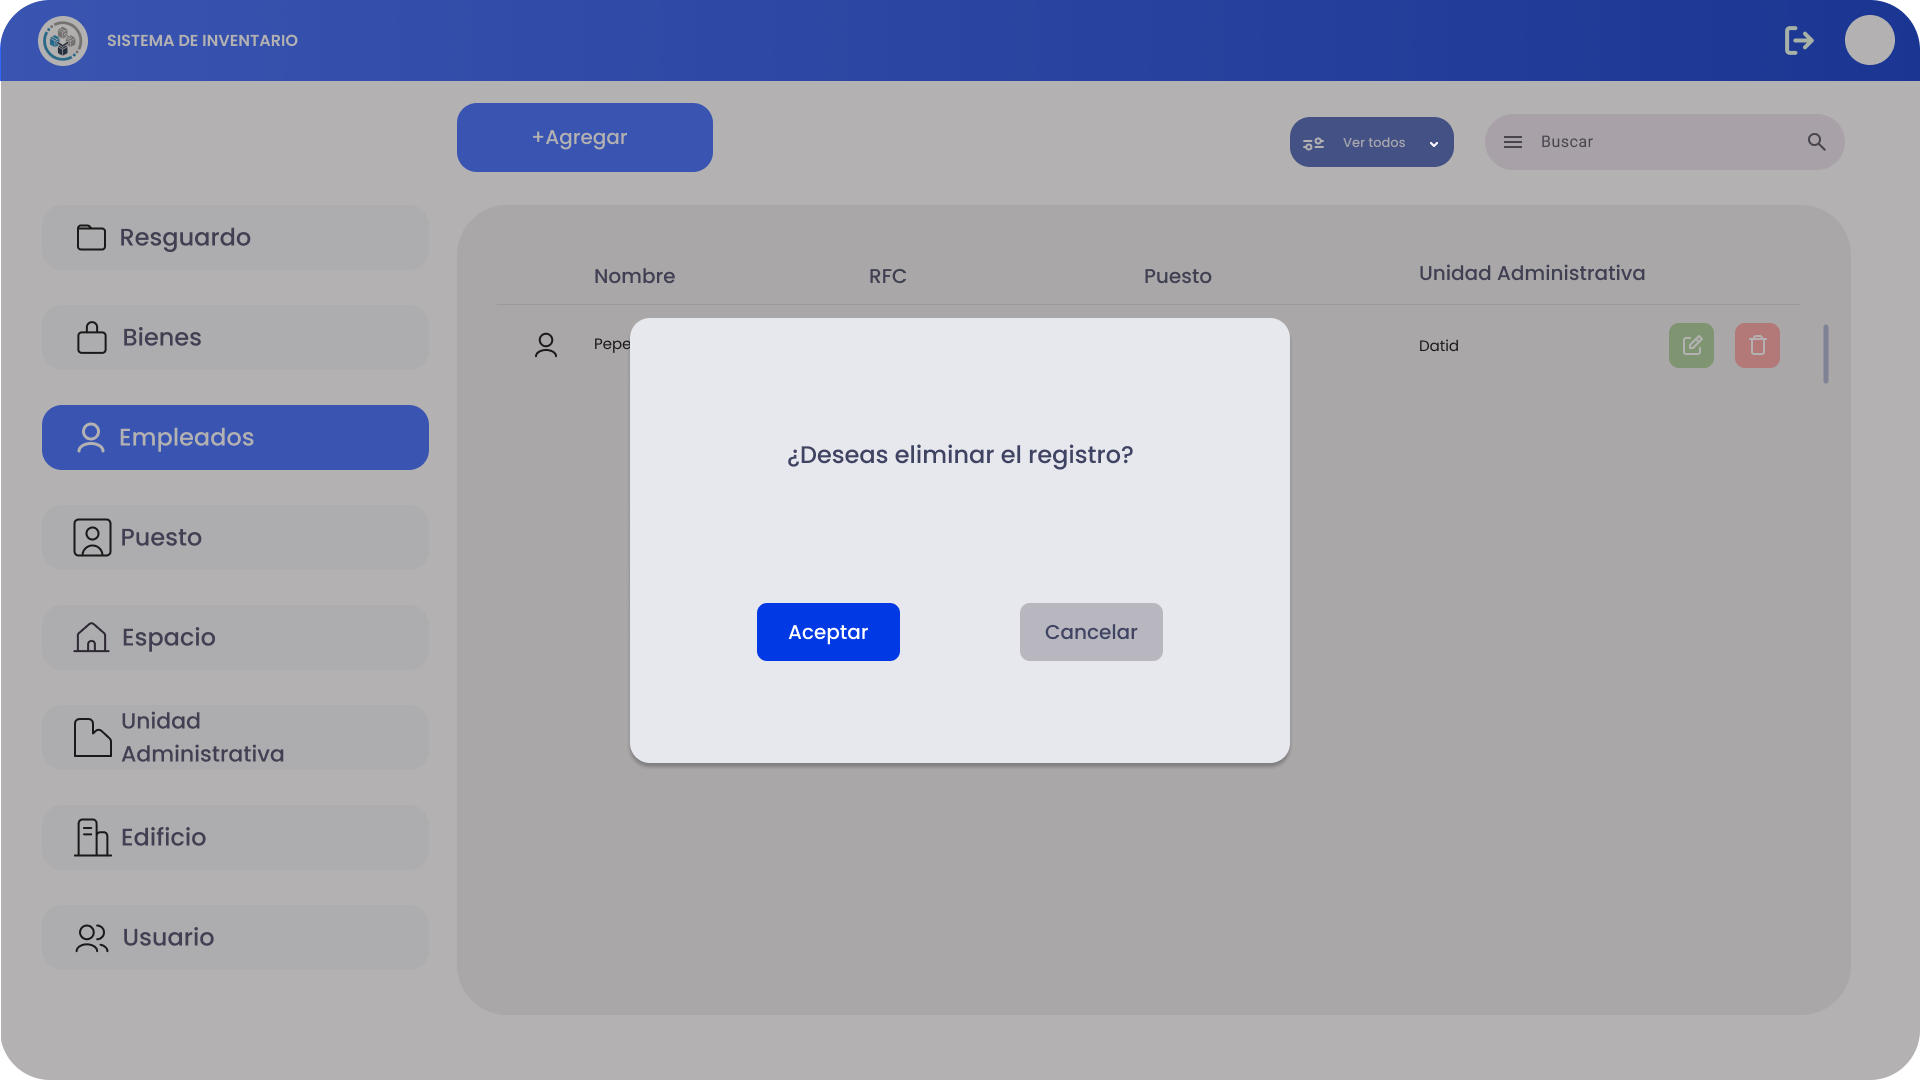 SISTEMA DE INVENTARIO
+Agregar
Ver todos
Buscar
Resguardo
Bienes
Empleados
Puesto
Espacio
Unidad
Administrativa
Edificio
Usuario
Nombre RFC Puesto Unidad Administrativa
Pepe Datid
¿Deseas eliminar el registro?
Aceptar Cancelar